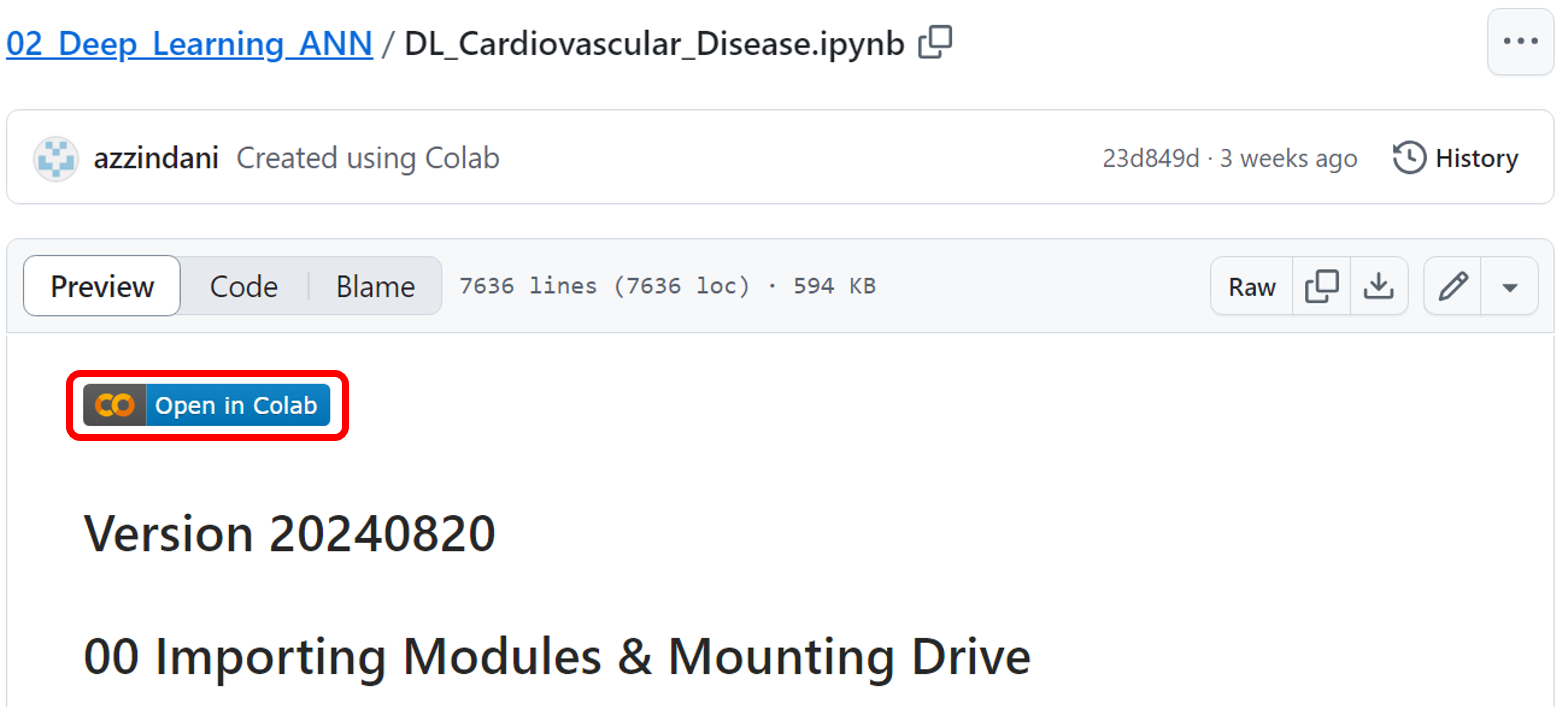 02_Deep_Learning_ANN / DL_Cardiovascular_Disease.ipynb
azzindani Created using Colab 23d849d · 3 weeks ago History
Preview Code Blame 7636 lines (7636 loc) · 594 KB Raw
Open in Colab
Version 20240820
00 Importing Modules & Mounting Drive